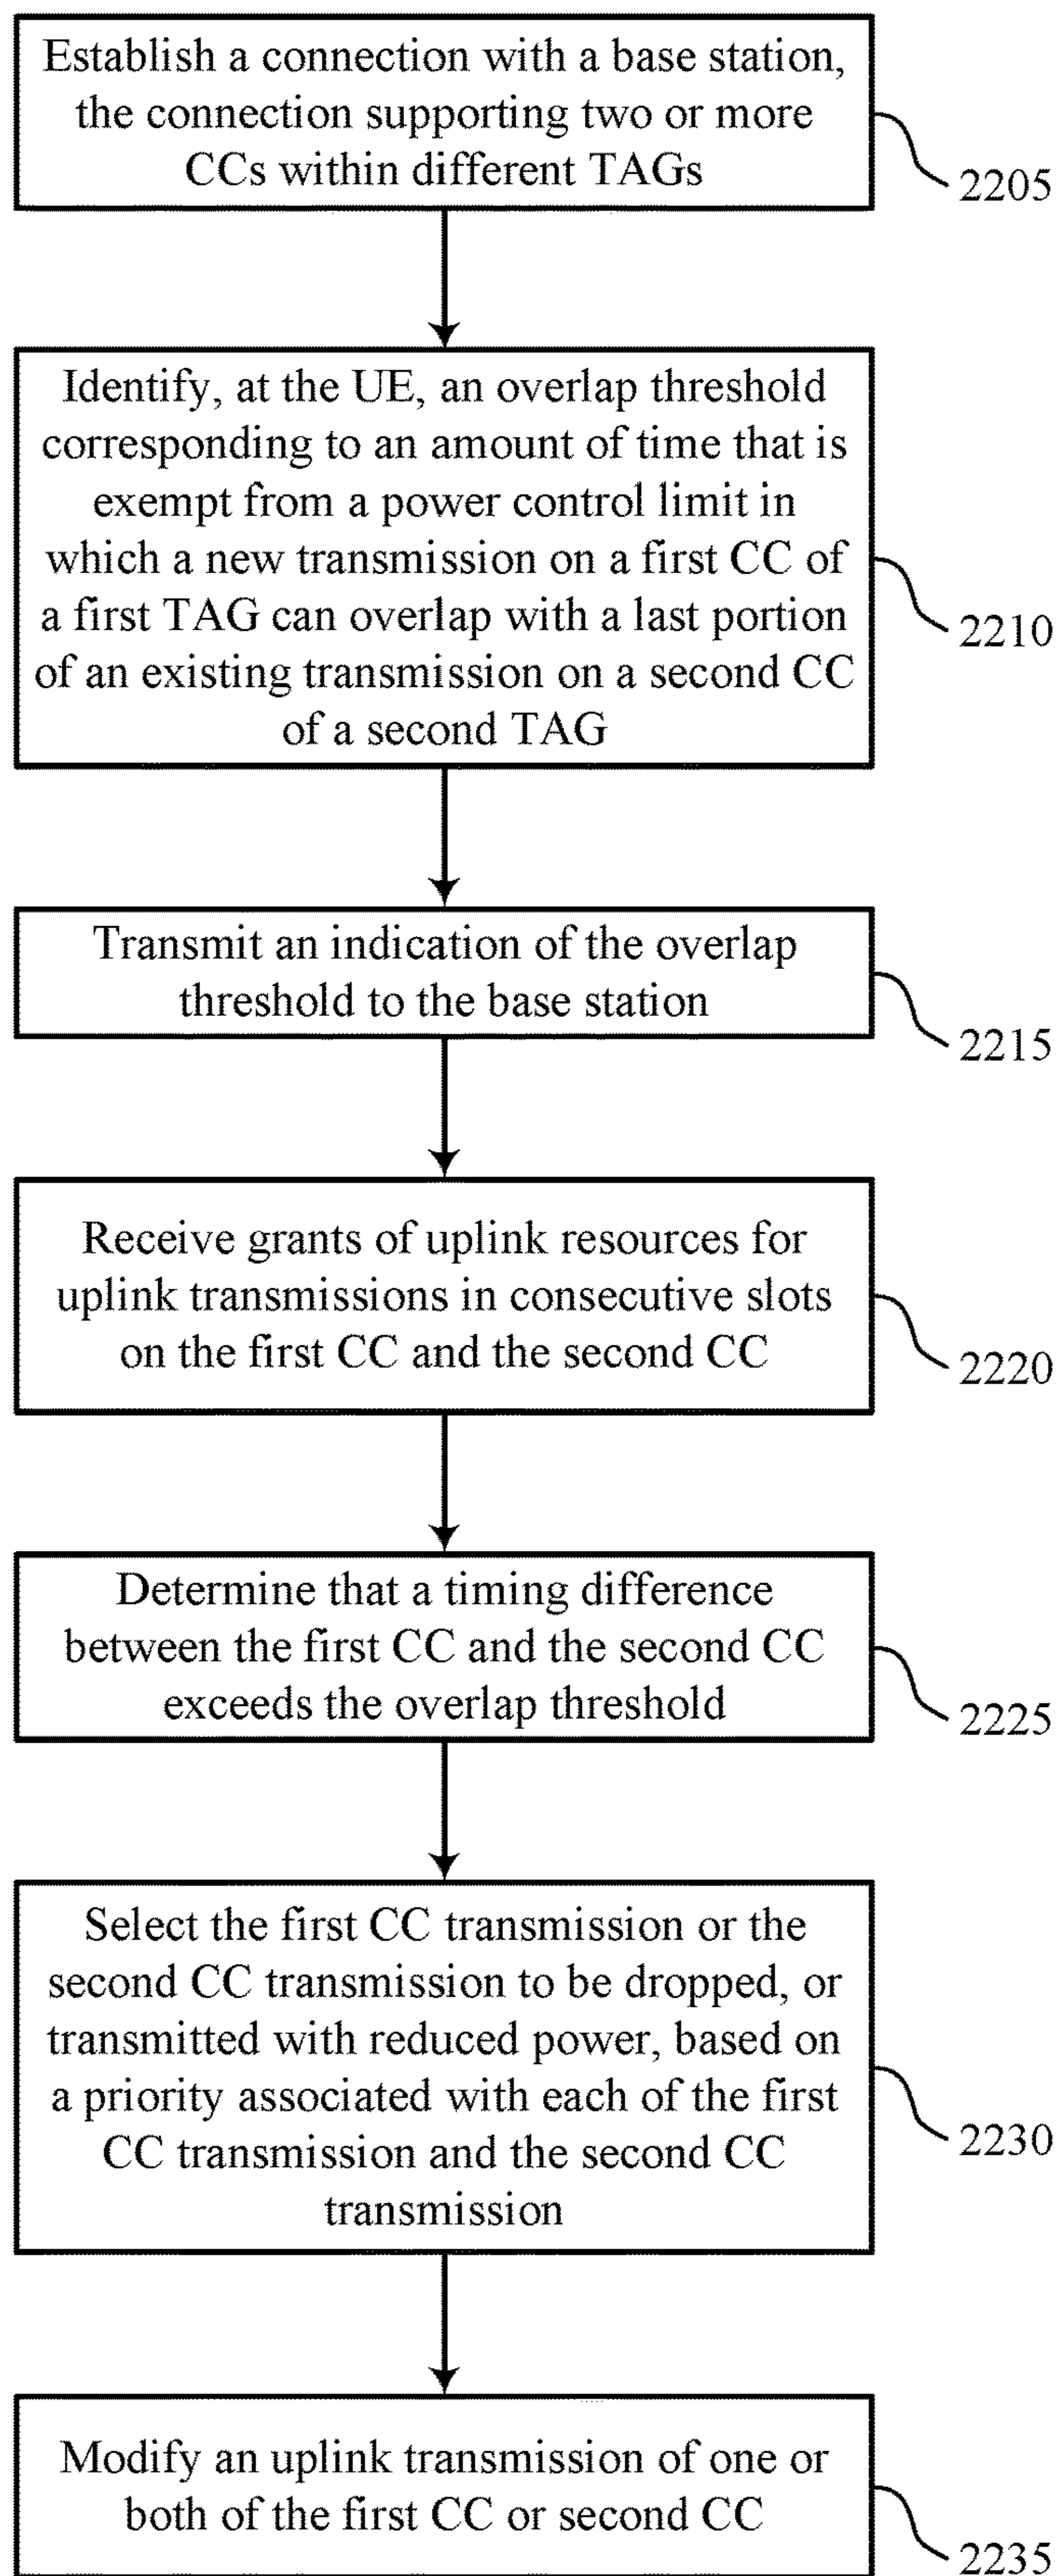 Establish a connection with a base station,
the connection supporting two or more
CCs within different TAGs
2205
Identify, at the UE, an overlap threshold
corresponding to an amount of time that is
exempt from a power control limit in
which a new transmission on a first CC of
a first TAG can overlap with a last portion
of an existing transmission on a second CC
of a second TAG
2210
Transmit an indication of the overlap
threshold to the base station
2215
Receive grants of uplink resources for
uplink transmissions in consecutive slots
on the first CC and the second CC
2220
Determine that a timing difference
between the first CC and the second CC
exceeds the overlap threshold
2225
Select the first CC transmission or the
second CC transmission to be dropped, or
transmitted with reduced power, based on
a priority associated with each of the first
CC transmission and the second CC
transmission
2230
Modify an uplink transmission of one or
both of the first CC or second CC
2235